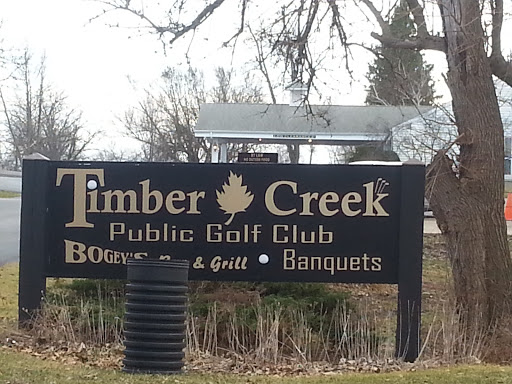 Timber Creek
Public Golf Club
BOGEY'S & Grill Banquets